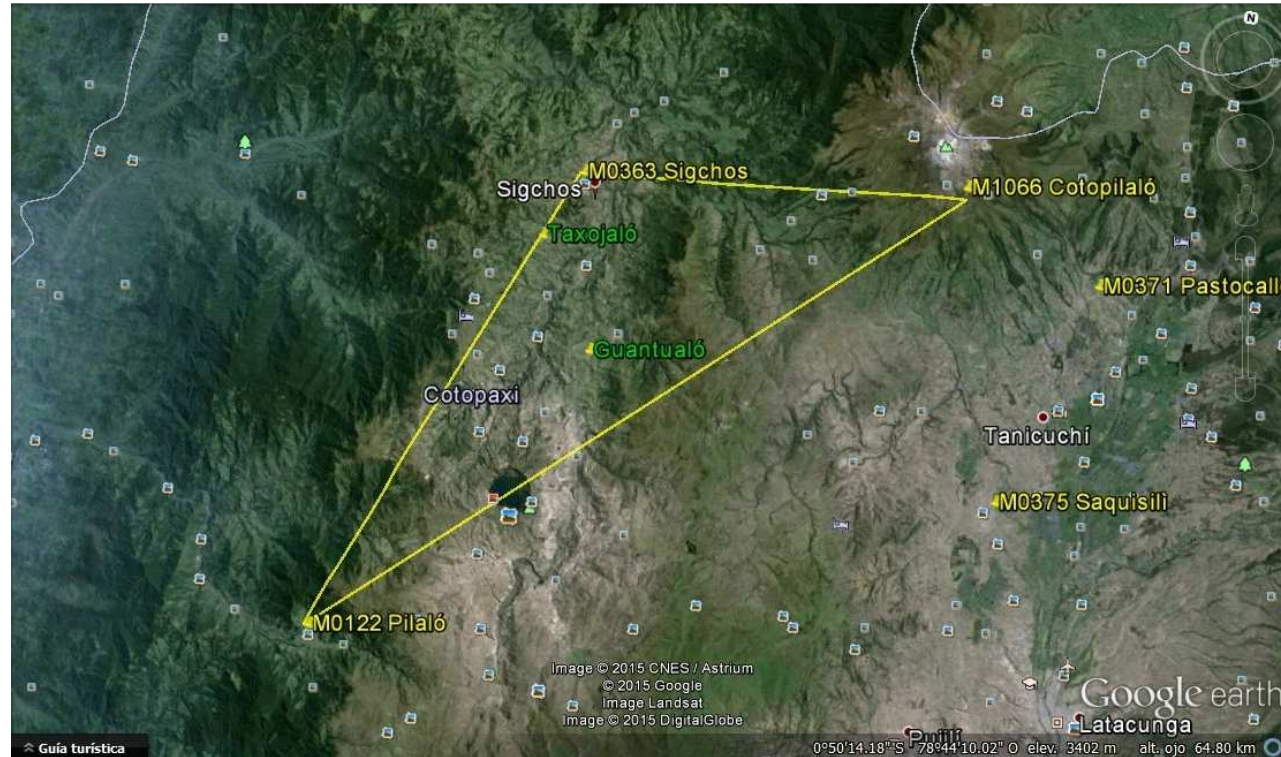 N
M0363 Sigchos
Sigchos
M1066 Cotopilaló
Taxojaló
M0371 Pastocall
Guantualó
Cotopaxi
Tanicuchí
M0375 Saquisilì
M0122 Pilaló
Image © 2015 CNES / Astrium
© 2015 Google
Image Landsat
Image © 2015 DigitalGlobe
Google earth
Latacunga
Pujilí
Guía turística
0°50'14.18" S 78°44'10.02" O elev. 3402 m alt. ojo 64.80 km